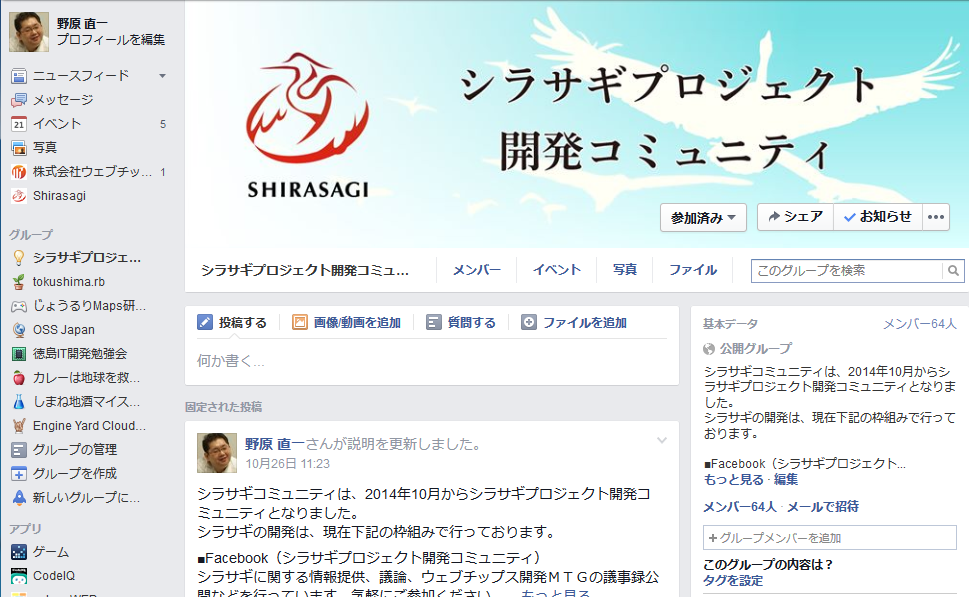 野原 直一
プロフィールを編集
ニュースフィード
メッセージ
イベント 5
写真
株式会社ウェブチッ... 1
Shirasagi
グループ
シラサギプロジェ...
tokushima.rb
じょうるりMaps研...
OSS Japan
徳島IT開発勉強会
カレーは地球を救...
しまね地酒マイス...
Engine Yard Cloud...
グループの管理
グループを作成
新しいグループに...
アプリ
ゲーム
CodeIQ
シラサギプロジェクト
開発コミュニティ
SHIRASAGI
参加済み シェア お知らせ
シラサギプロジェクト開発コミュ... メンバー イベント 写真 ファイル このグループを検索
投稿する 画像/動画を追加 質問する ファイルを追加
何か書く...
固定された投稿
野原 直一さんが説明を更新しました。
10月26日 11:23
シラサギコミュニティは、2014年10月からシラサギプロジェクト開発コ
ミュニティとなりました。
シラサギの開発は、現在下記の枠組みで行っております。
■Facebook（シラサギプロジェクト開発コミュニティ）
シラサギに関する情報提供、議論、ウェブチップス開発ＭＴＧの議事録公
開などを行っています。気軽にご参加ください。... もっと見る
基本データ メンバー64人
公開グループ
シラサギコミュニティは、2014年10月からシ
ラサギプロジェクト開発コミュニティとなりま
した。
シラサギの開発は、現在下記の枠組みで行って
おります。
■Facebook（シラサギプロジェクト...
もっと見る · 編集
メンバー64人 · メールで招待
+ グループメンバーを追加
このグループの内容は？
タグを設定